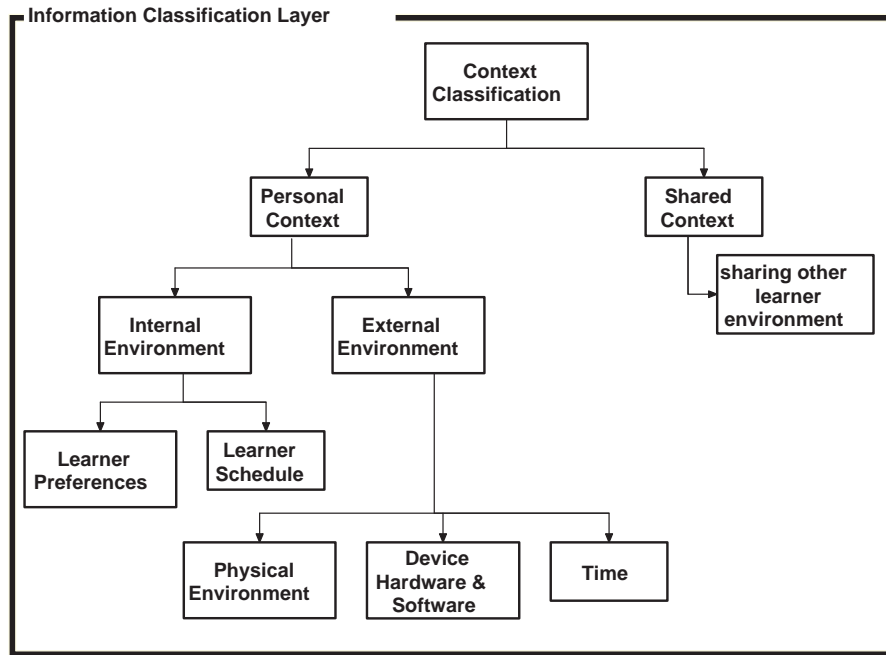 Information Classification Layer
Context
Classification
Personal
Context
Shared
Context
sharing other
learner
environment
Internal
Environment
External
Environment
Learner
Preferences
Learner
Schedule
Physical
Environment
Device
Hardware &
Software
Time